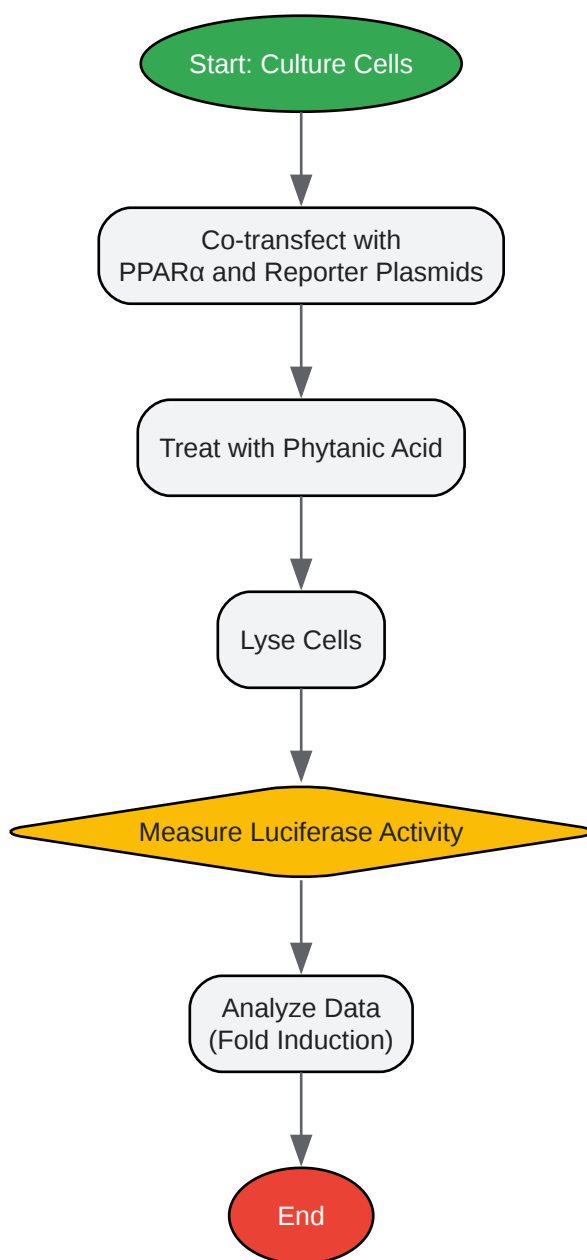 Start: Culture Cells
Co-transfect with
PPARα and Reporter Plasmids
Treat with Phytanic Acid
Lyse Cells
Measure Luciferase Activity
Analyze Data
(Fold Induction)
End